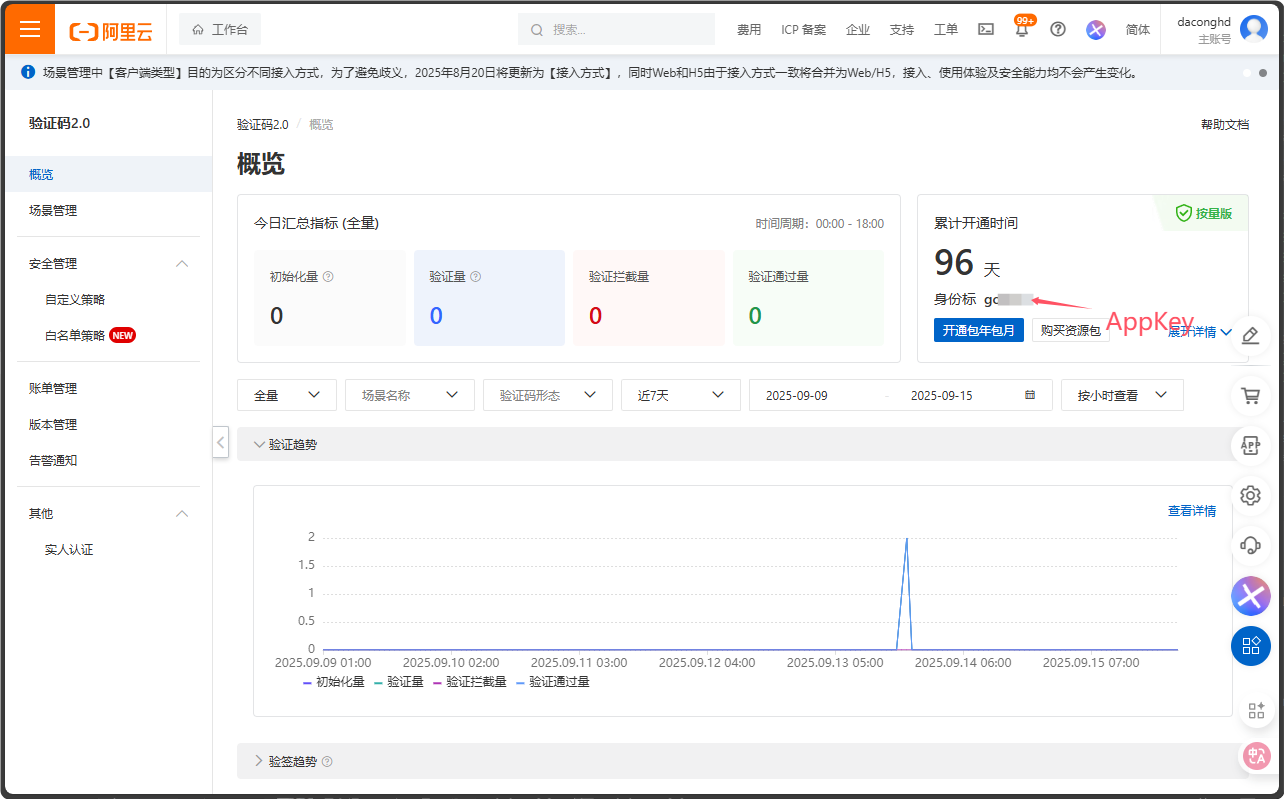 阿里云
工作台
搜索...
费用
ICP 备案
企业
支持
工单
99+
简体
daconghd
主账号
场景管理中【客户端类型】目的为区分不同接入方式，为了避免歧义，2025年8月20日将更新为【接入方式】，同时Web和H5由于接入方式一致将合并为Web/H5，接入、使用体验及安全能力均不会产生变化。
验证码2.0
概览
场景管理
安全管理
自定义策略
白名单策略 NEW
账单管理
版本管理
告警通知
其他
实人认证
验证码2.0 / 概览
帮助文档
概览
今日汇总指标 (全量)
时间周期：00:00 - 18:00
初始化量
0
验证量
0
验证拦截量
0
验证通过量
0
按量版
累计开通时间
96 天
身份标 gc
AppKey
开通包年包月
购买资源包
展开详情
全量
场景名称
验证码形态
近7天
2025-09-09 - 2025-09-15
按小时查看
验证趋势
查看详情
2
1.5
1
0.5
0
2025.09.09 01:00
2025.09.10 02:00
2025.09.11 03:00
2025.09.12 04:00
2025.09.13 05:00
2025.09.14 06:00
2025.09.15 07:00
初始化量
验证量
验证拦截量
验证通过量
验签趋势
APP